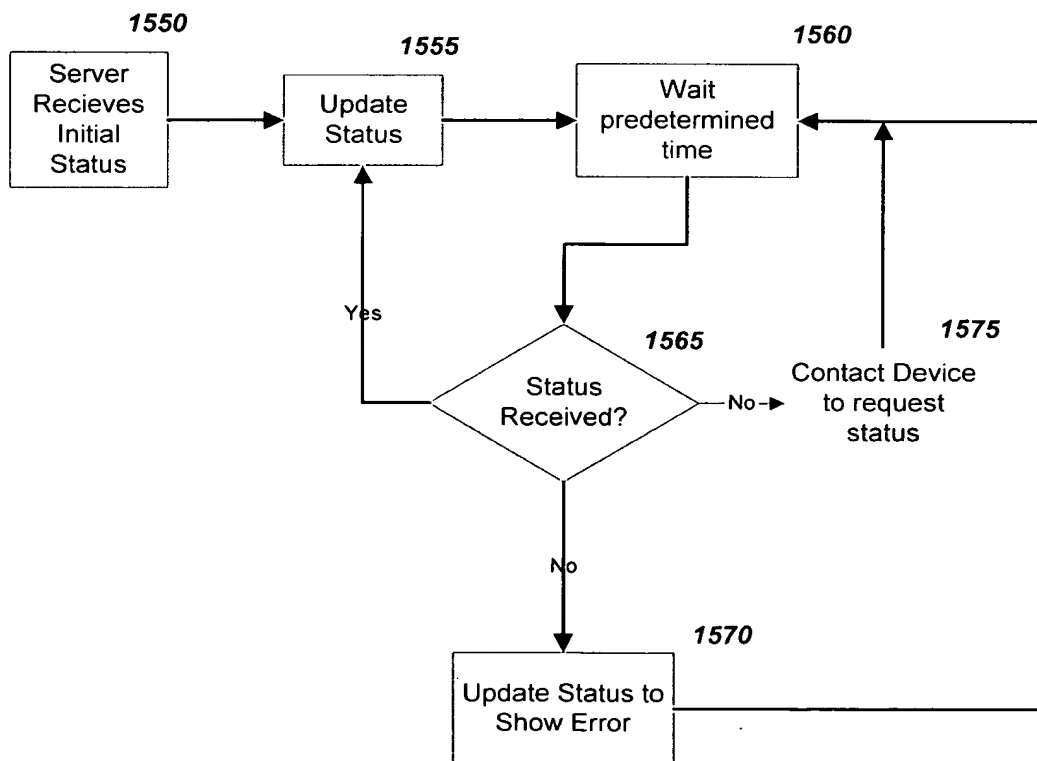 1550
Server
Recieves
Initial
Status
1555
Update
Status
1560
Wait
predetermined
time
Yes
1565
Status
Received?
No
1575
Contact Device
to request
status
No
1570
Update Status to
Show Error